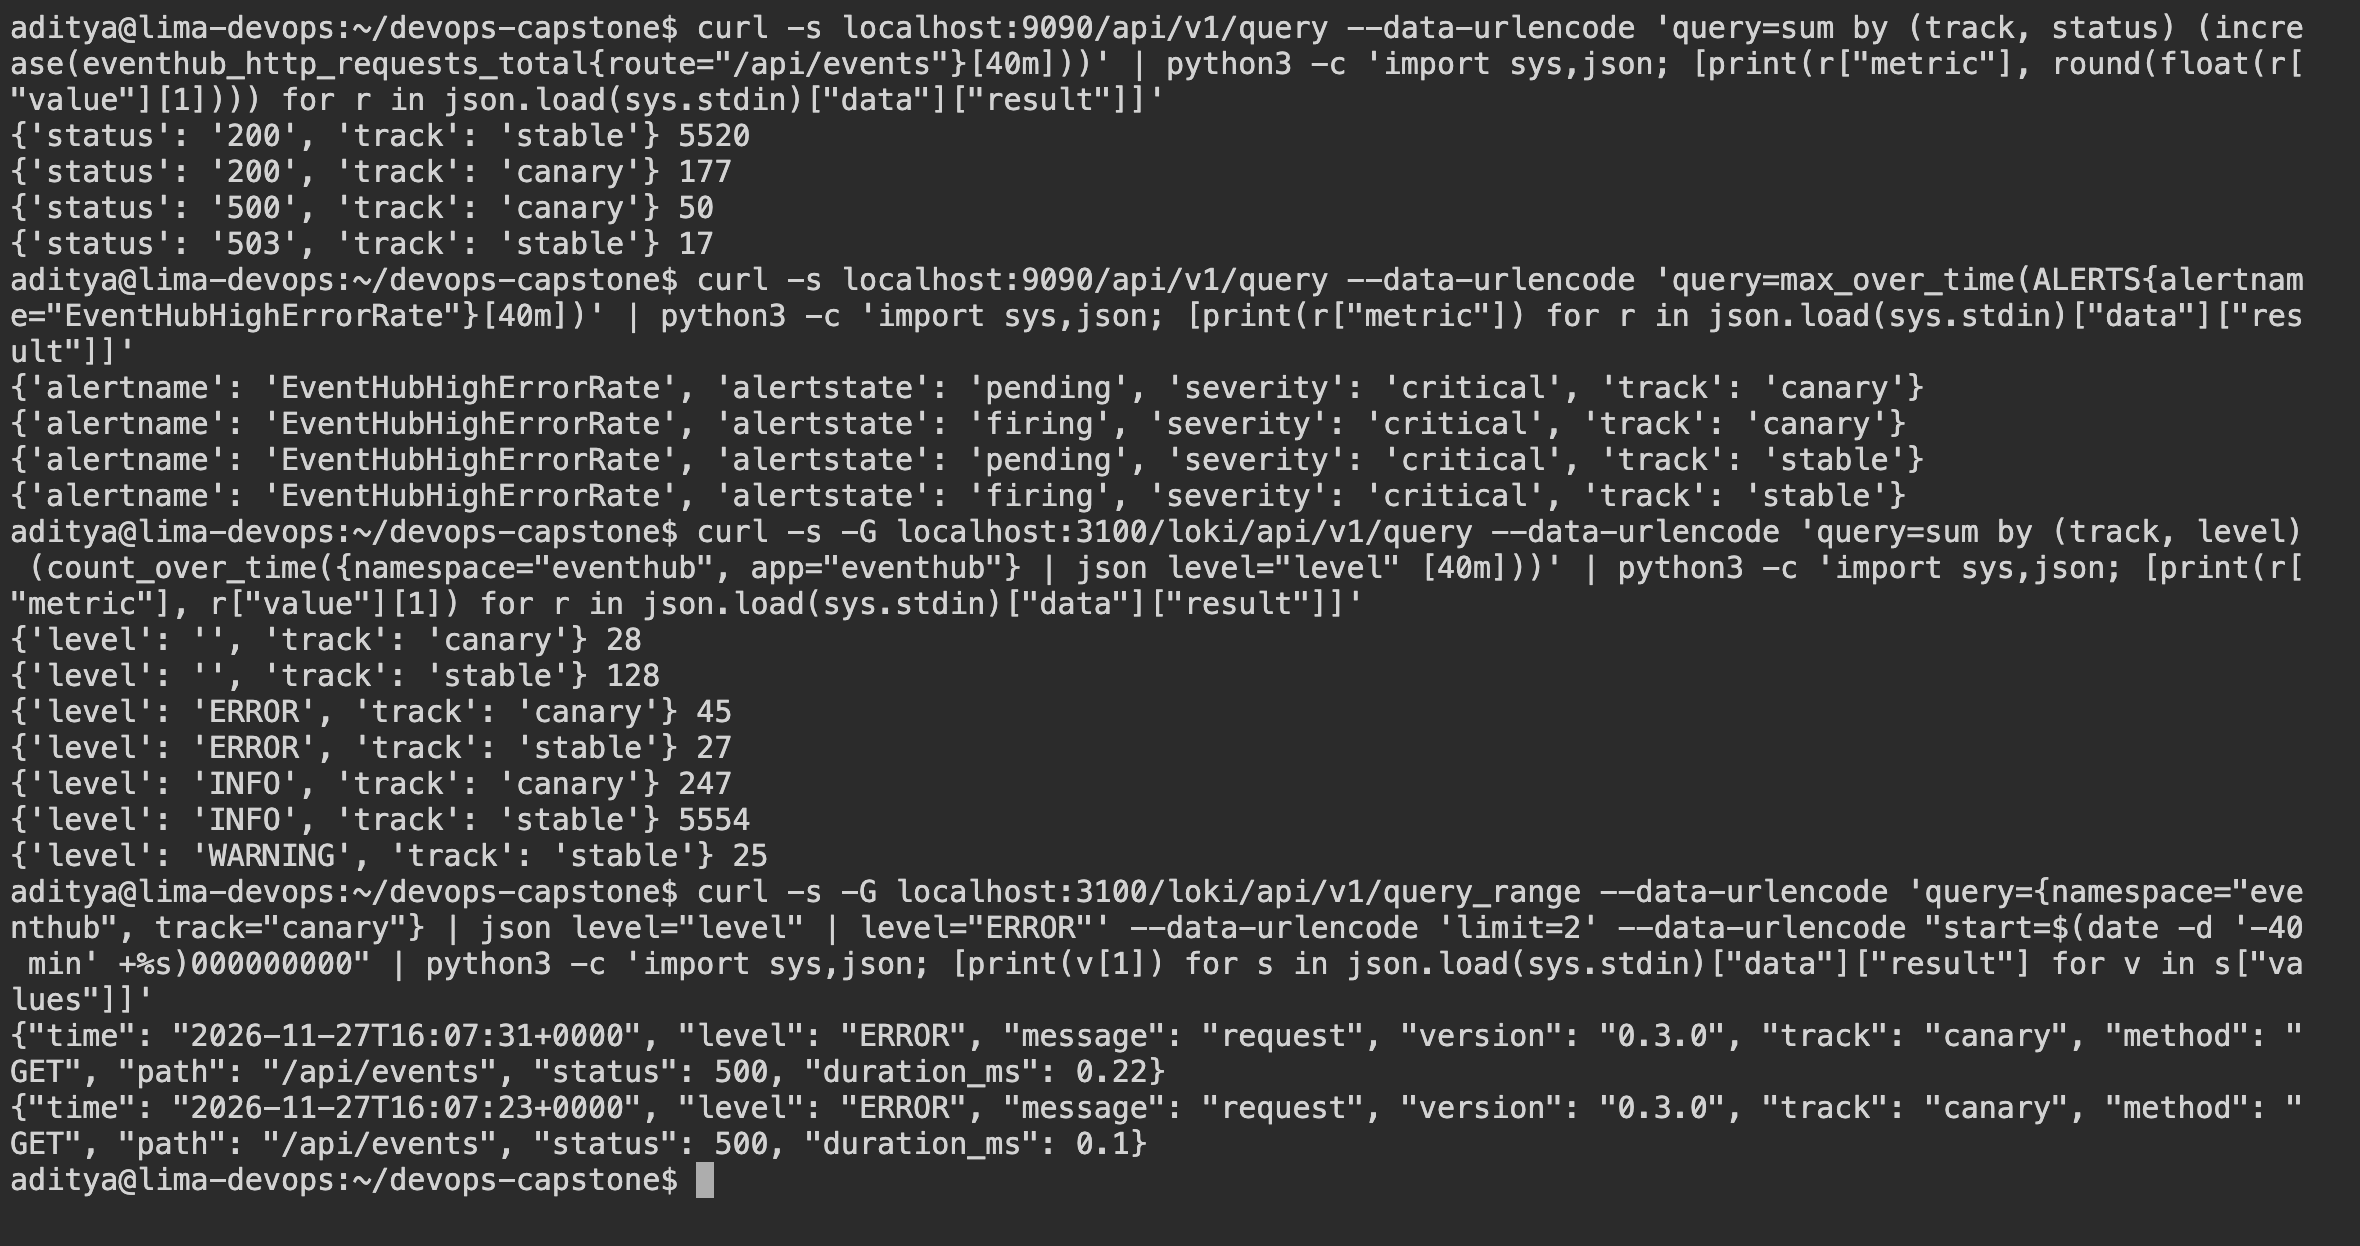 aditya@lima-devops:~/devops-capstone$ curl -s localhost:9090/api/v1/query --data-urlencode 'query=sum by (track, status) (incre
ase(eventhub_http_requests_total{route="/api/events"}[40m]))' | python3 -c 'import sys,json; [print(r["metric"], round(float(r[
"value"][1]))) for r in json.load(sys.stdin)["data"]["result"]]'
{'status': '200', 'track': 'stable'} 5520
{'status': '200', 'track': 'canary'} 177
{'status': '500', 'track': 'canary'} 50
{'status': '503', 'track': 'stable'} 17
aditya@lima-devops:~/devops-capstone$ curl -s localhost:9090/api/v1/query --data-urlencode 'query=max_over_time(ALERTS{alertnam
e="EventHubHighErrorRate"}[40m])' | python3 -c 'import sys,json; [print(r["metric"]) for r in json.load(sys.stdin)["data"]["res
ult"]]'
{'alertname': 'EventHubHighErrorRate', 'alertstate': 'pending', 'severity': 'critical', 'track': 'canary'}
{'alertname': 'EventHubHighErrorRate', 'alertstate': 'firing', 'severity': 'critical', 'track': 'canary'}
{'alertname': 'EventHubHighErrorRate', 'alertstate': 'pending', 'severity': 'critical', 'track': 'stable'}
{'alertname': 'EventHubHighErrorRate', 'alertstate': 'firing', 'severity': 'critical', 'track': 'stable'}
aditya@lima-devops:~/devops-capstone$ curl -s -G localhost:3100/loki/api/v1/query --data-urlencode 'query=sum by (track, level)
 (count_over_time({namespace="eventhub", app="eventhub"} | json level="level" [40m]))' | python3 -c 'import sys,json; [print(r[
"metric"], r["value"][1]) for r in json.load(sys.stdin)["data"]["result"]]'
{'level': '', 'track': 'canary'} 28
{'level': '', 'track': 'stable'} 128
{'level': 'ERROR', 'track': 'canary'} 45
{'level': 'ERROR', 'track': 'stable'} 27
{'level': 'INFO', 'track': 'canary'} 247
{'level': 'INFO', 'track': 'stable'} 5554
{'level': 'WARNING', 'track': 'stable'} 25
aditya@lima-devops:~/devops-capstone$ curl -s -G localhost:3100/loki/api/v1/query_range --data-urlencode 'query={namespace="eve
nthub", track="canary"} | json level="level" | level="ERROR"' --data-urlencode 'limit=2' --data-urlencode "start=$(date -d '-40
 min' +%s)000000000" | python3 -c 'import sys,json; [print(v[1]) for s in json.load(sys.stdin)["data"]["result"] for v in s["va
lues"]]'
{"time": "2026-11-27T16:07:31+0000", "level": "ERROR", "message": "request", "version": "0.3.0", "track": "canary", "method": "
GET", "path": "/api/events", "status": 500, "duration_ms": 0.22}
{"time": "2026-11-27T16:07:23+0000", "level": "ERROR", "message": "request", "version": "0.3.0", "track": "canary", "method": "
GET", "path": "/api/events", "status": 500, "duration_ms": 0.1}
aditya@lima-devops:~/devops-capstone$